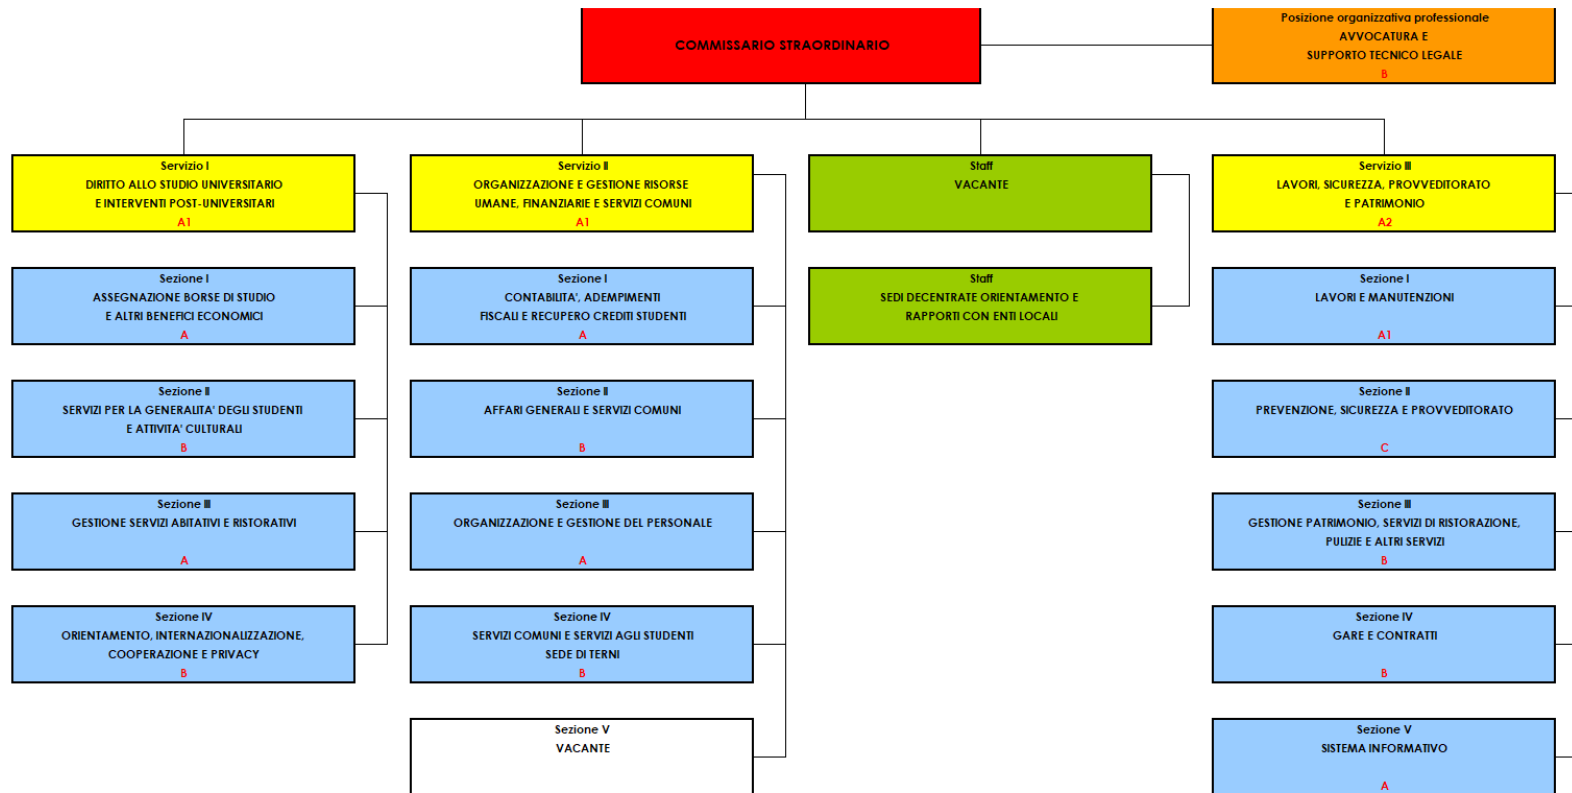 COMMISSARIO STRAORDINARIO
Posizione organizzativa professionale
AVVOCATURA E
SUPPORTO TECNICO LEGALE
B
Servizio I
DIRITTO ALLO STUDIO UNIVERSITARIO
E INTERVENTI POST-UNIVERSITARI
A1
Sezione I
ASSEGNAZIONE BORSE DI STUDIO
E ALTRI BENEFICI ECONOMICI
A
Sezione II
SERVIZI PER LA GENERALITA' DEGLI STUDENTI
E ATTIVITA' CULTURALI
B
Sezione III
GESTIONE SERVIZI ABITATIVI E RISTORATIVI
A
Sezione IV
ORIENTAMENTO, INTERNAZIONALIZZAZIONE,
COOPERAZIONE E PRIVACY
B
Servizio II
ORGANIZZAZIONE E GESTIONE RISORSE
UMANE, FINANZIARIE E SERVIZI COMUNI
A1
Sezione I
CONTABILITA', ADEMPIMENTI
FISCALI E RECUPERO CREDITI STUDENTI
A
Sezione II
AFFARI GENERALI E SERVIZI COMUNI
B
Sezione III
ORGANIZZAZIONE E GESTIONE DEL PERSONALE
A
Sezione IV
SERVIZI COMUNI E SERVIZI AGLI STUDENTI
SEDE DI TERNI
B
Sezione V
VACANTE
Staff
VACANTE
Staff
SEDI DECENTRATE ORIENTAMENTO E
RAPPORTI CON ENTI LOCALI
Servizio III
LAVORI, SICUREZZA, PROVVEDITORATO
E PATRIMONIO
A2
Sezione I
LAVORI E MANUTENZIONI
A1
Sezione II
PREVENZIONE, SICUREZZA E PROVVEDITORATO
C
Sezione III
GESTIONE PATRIMONIO, SERVIZI DI RISTORAZIONE,
PULIZIE E ALTRI SERVIZI
B
Sezione IV
GARE E CONTRATTI
B
Sezione V
SISTEMA INFORMATIVO
A